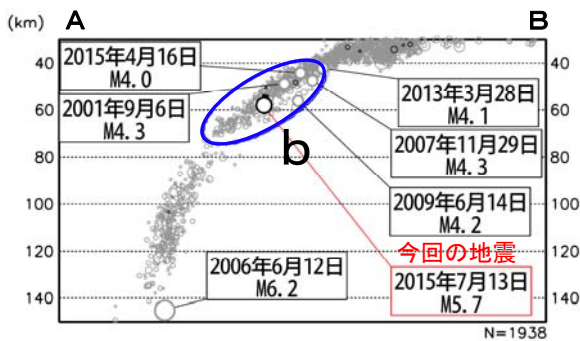 (km)
A
B
40
60
80
100
120
140
40
60
80
100
120
140
2015年4月16日
M4.0
2001年9月6日
M4.3
2013年3月28日
M4.1
2007年11月29日
M4.3
2009年6月14日
M4.2
b
今回の地震
2015年7月13日
M5.7
2006年6月12日
M6.2
N=1938